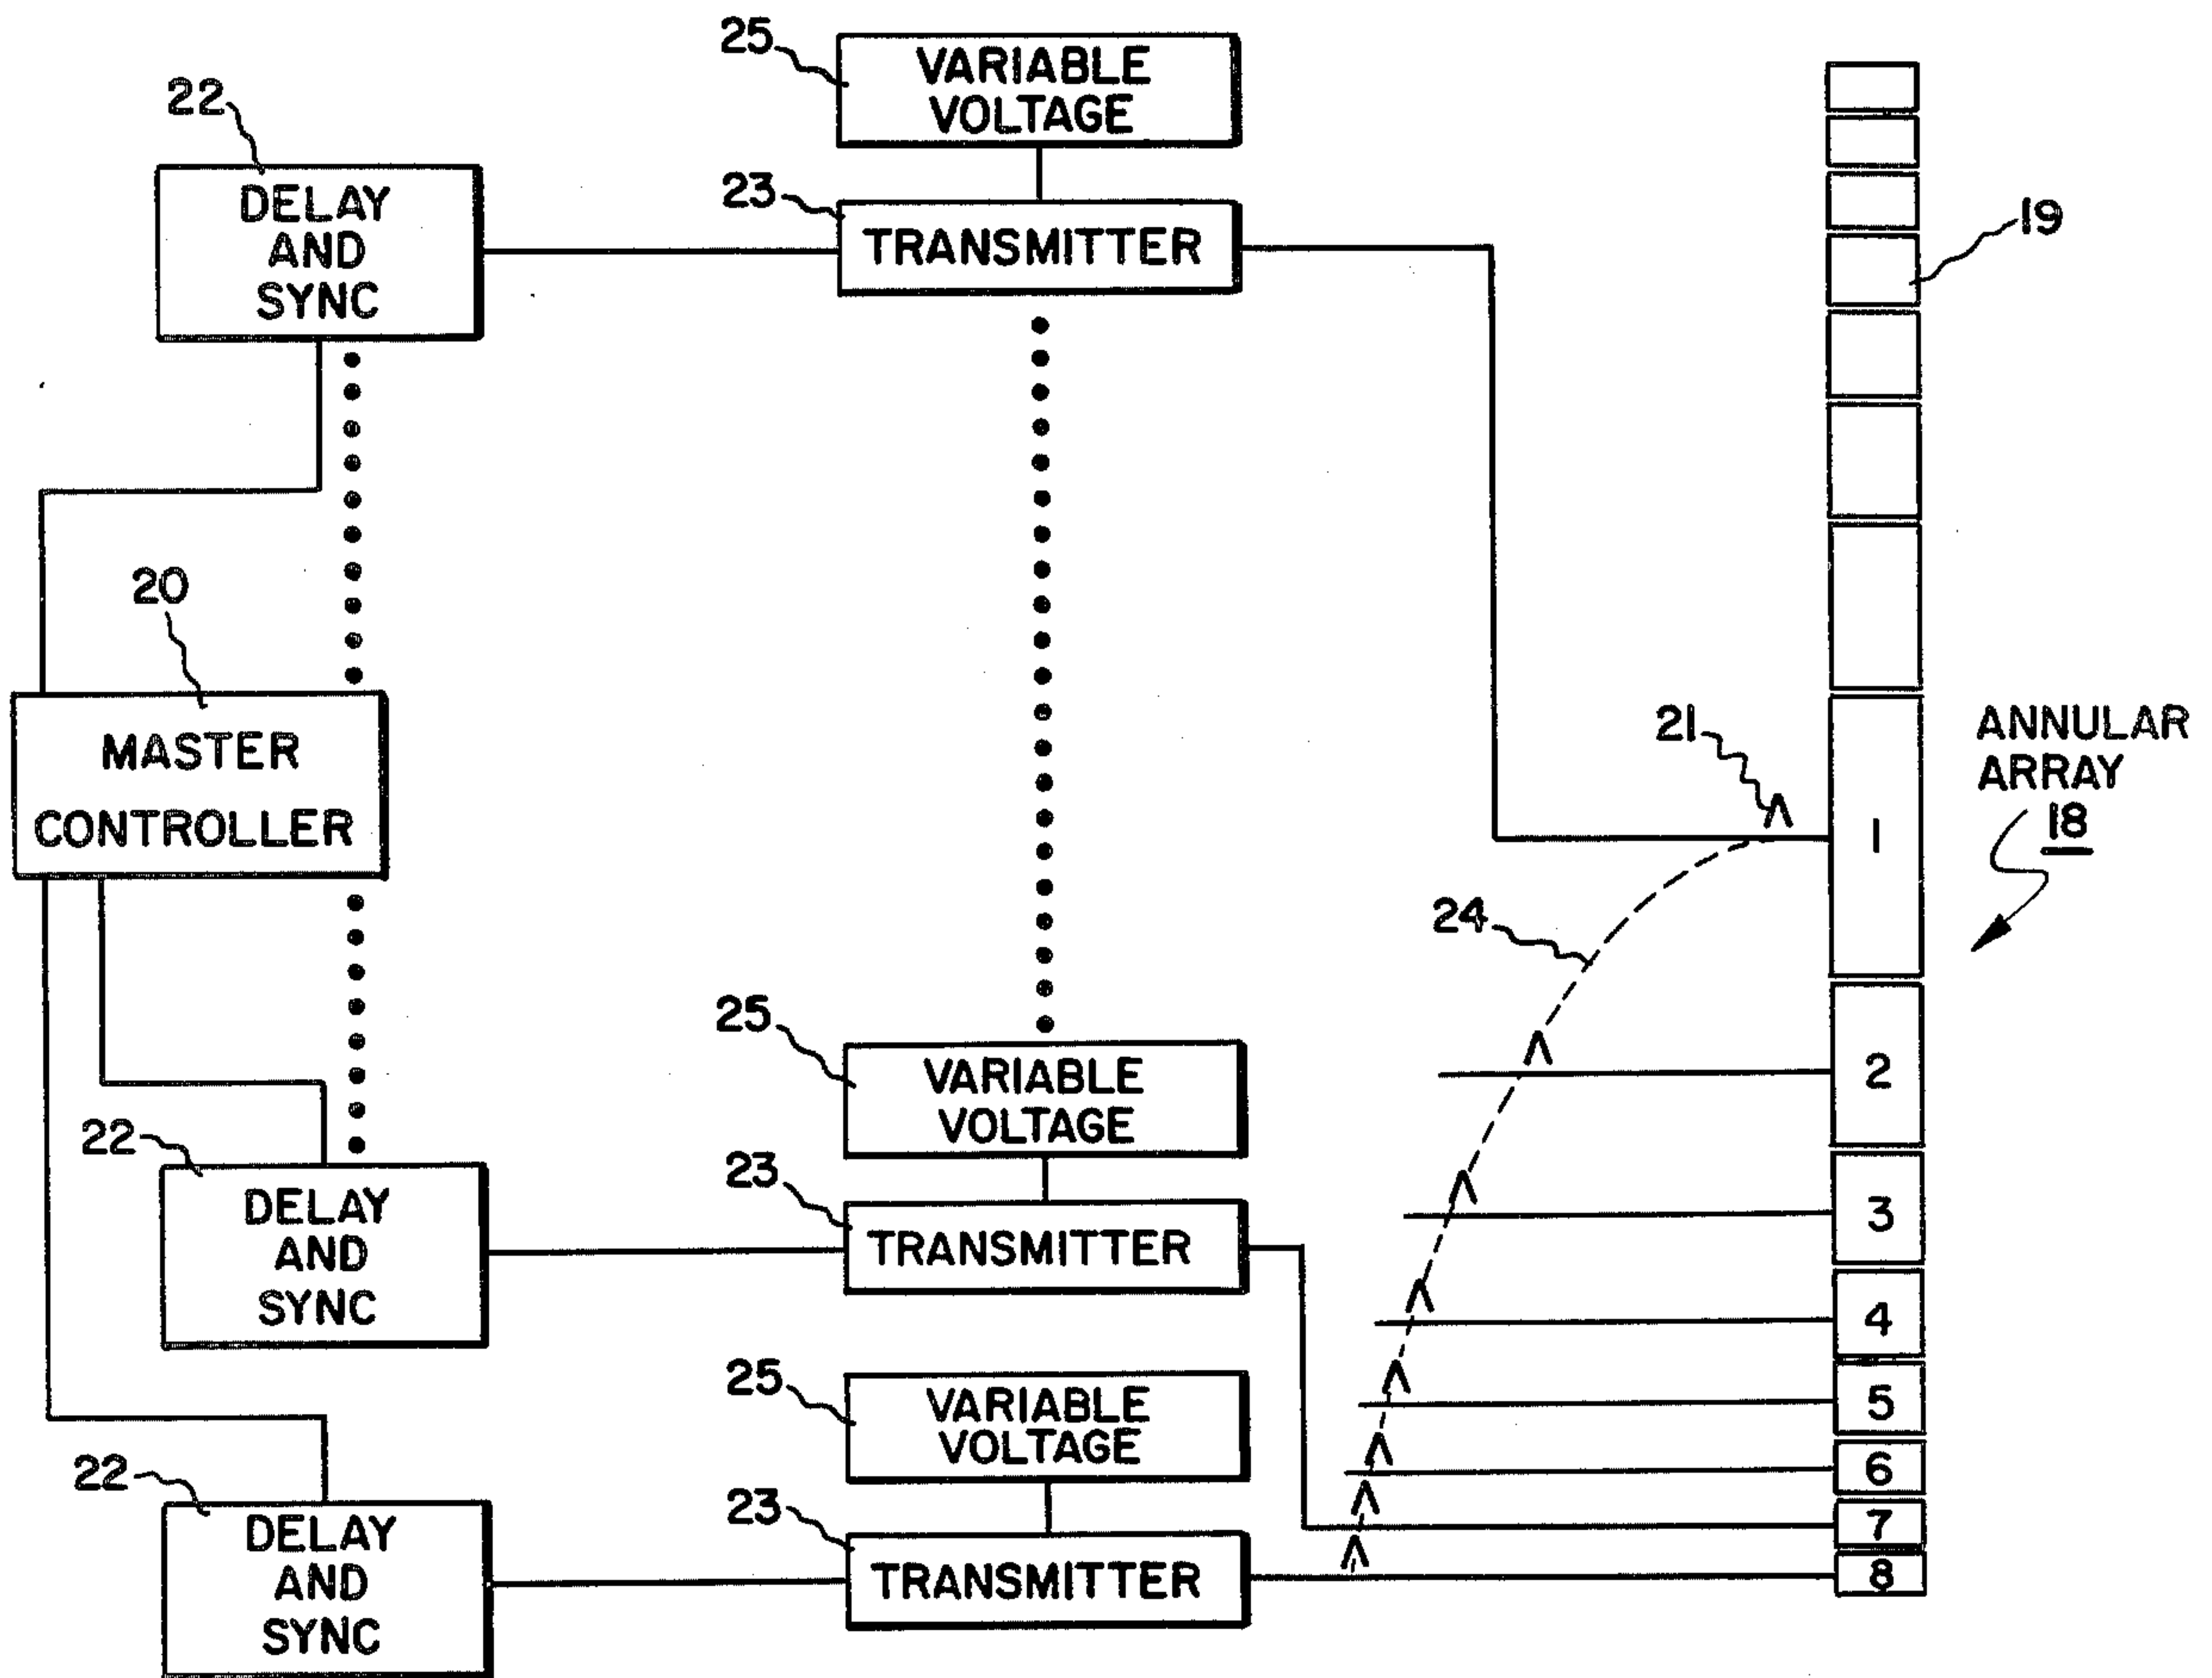 25
VARIABLE
VOLTAGE
22
DELAY
AND
SYNC
23
TRANSMITTER
19
20
MASTER
CONTROLLER
21
ANNULAR
ARRAY
18
1
24
25
VARIABLE
VOLTAGE
2
22
DELAY
AND
SYNC
23
TRANSMITTER
3
4
25
VARIABLE
VOLTAGE
5
6
22
DELAY
AND
SYNC
23
TRANSMITTER
7
8